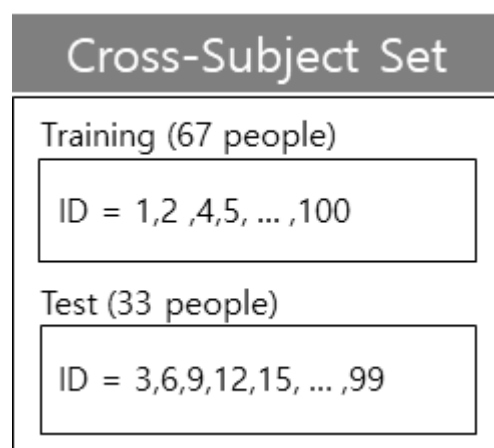 Cross-Subject Set
Training (67 people)
ID = 1,2 ,4,5, ... ,100
Test (33 people)
ID = 3,6,9,12,15, ... ,99